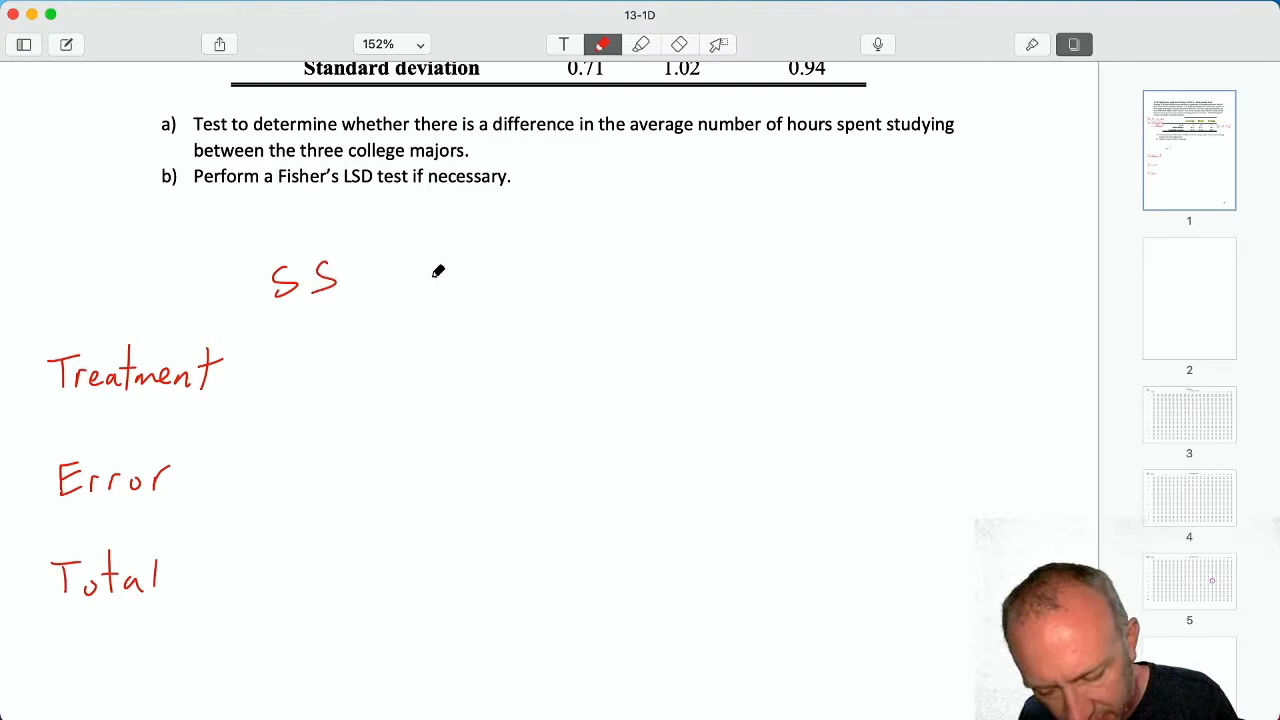 13-1D
152%
T
Standard deviation 0.71 1.02 0.94
a) Test to determine whether there is a difference in the average number of hours spent studying
between the three college majors.
b) Perform a Fisher's LSD test if necessary.
SS
Treatment
Error
Total
1
2
3
4
5